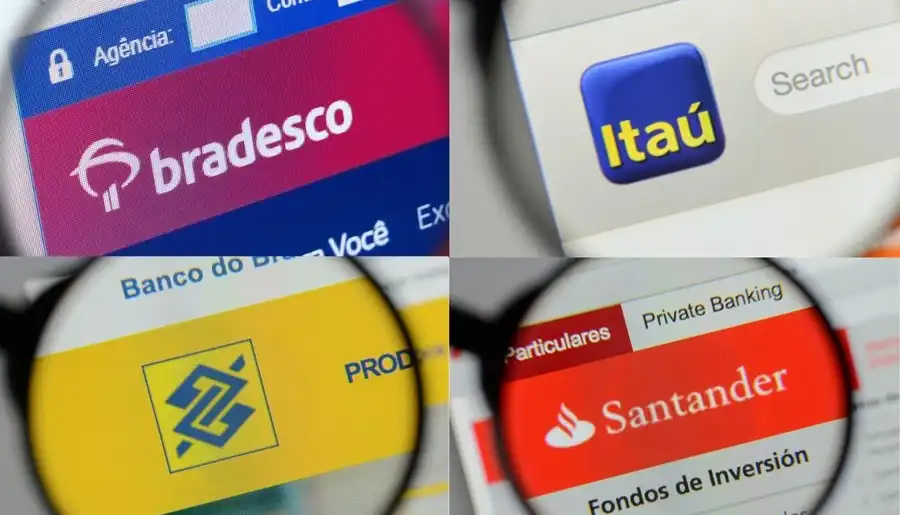 Agência:
bradesco
Você
Itaú
Search
Banco do
PROD
Particulares
Private Banking
Santander
Fondos de Inversión